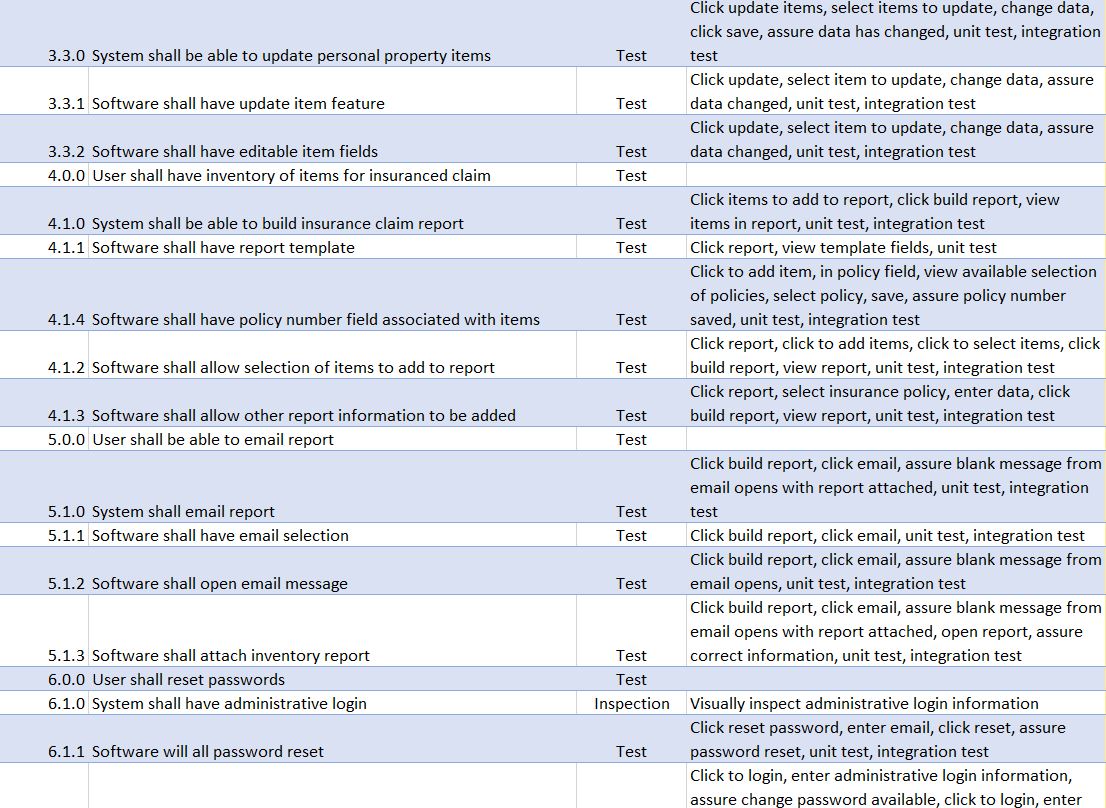 Click update items, select items to update, change data,
click save, assure data has changed, unit test, integration
3.3.0 System shall be able to update personal property items Test test
Click update, select item to update, change data, assure
3.3.1 Software shall have update item feature Test data changed, unit test, integration test
Click update, select item to update, change data, assure
3.3.2 Software shall have editable item fields Test data changed, unit test, integration test
4.0.0 User shall have inventory of items for insuranced claim Test
Click items to add to report, click build report, view
4.1.0 System shall be able to build insurance claim report Test items in report, unit test, integration test
4.1.1 Software shall have report template Test Click report, view template fields, unit test
Click to add item, in policy field, view available selection
of policies, select policy, save, assure policy number
4.1.4 Software shall have policy number field associated with items Test saved, unit test, integration test
Click report, click to add items, click to select items, click
4.1.2 Software shall allow selection of items to add to report Test build report, view report, unit test, integration test
Click report, select insurance policy, enter data, click
4.1.3 Software shall allow other report information to be added Test build report, view report, unit test, integration test
5.0.0 User shall be able to email report Test
Click build report, click email, assure blank message from
email opens with report attached, unit test, integration
5.1.0 System shall email report Test test
5.1.1 Software shall have email selection Test Click build report, click email, unit test, integration test
Click build report, click email, assure blank message from
5.1.2 Software shall open email message Test email opens, unit test, integration test
Click build report, click email, assure blank message from
email opens with report attached, open report, assure
5.1.3 Software shall attach inventory report Test correct information, unit test, integration test
6.0.0 User shall reset passwords Test
6.1.0 System shall have administrative login Inspection Visually inspect administrative login information
Click reset password, enter email, click reset, assure
6.1.1 Software will all password reset Test password reset, unit test, integration test
Click to login, enter administrative login information,
assure change password available, click to login, enter